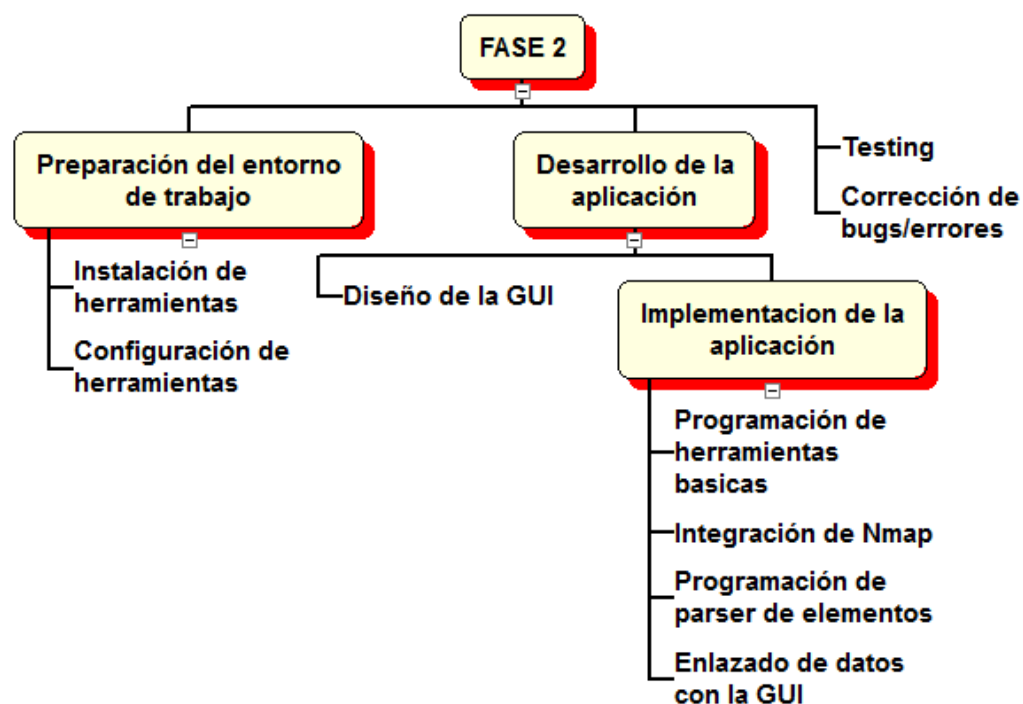 FASE 2
Preparación del entorno
de trabajo
Instalación de
herramientas
Configuración de
herramientas
Desarrollo de la
aplicación
Diseño de la GUI
Implementacion de la
aplicación
Programación de
herramientas
basicas
Integración de Nmap
Programación de
parser de elementos
Enlazado de datos
con la GUI
Testing
Corrección de
bugs/errores